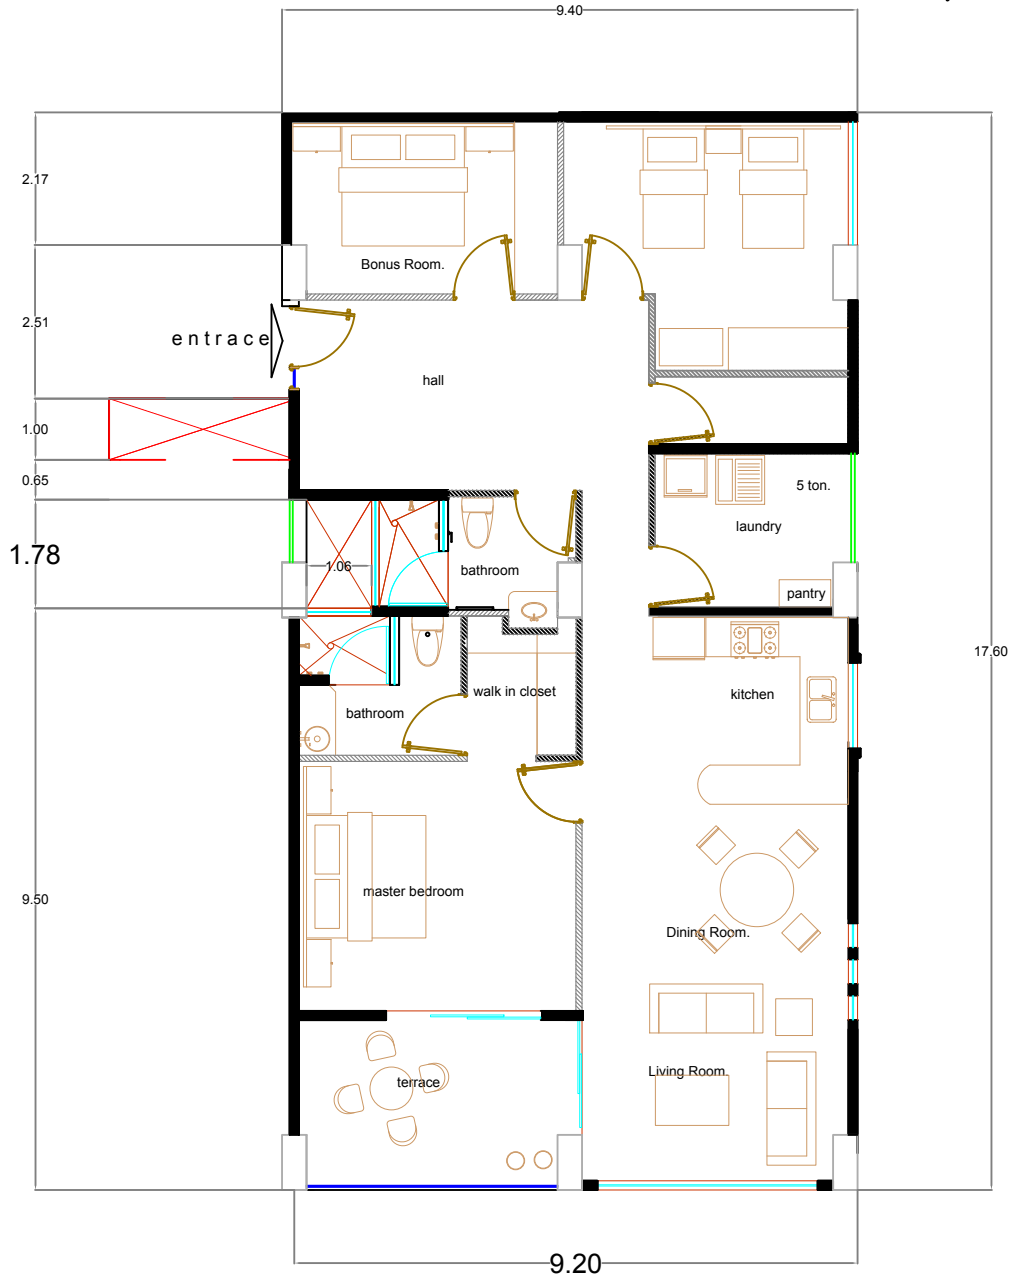 9.40
2.17
Bonus Room.
2.51
entrace
hall
1.00
0.65
5 ton.
laundry
1.78
1.06
bathroom
pantry
17.60
walk in closet
kitchen
bathroom
master bedroom
9.50
Dining Room.
Living Room.
terrace
9.20